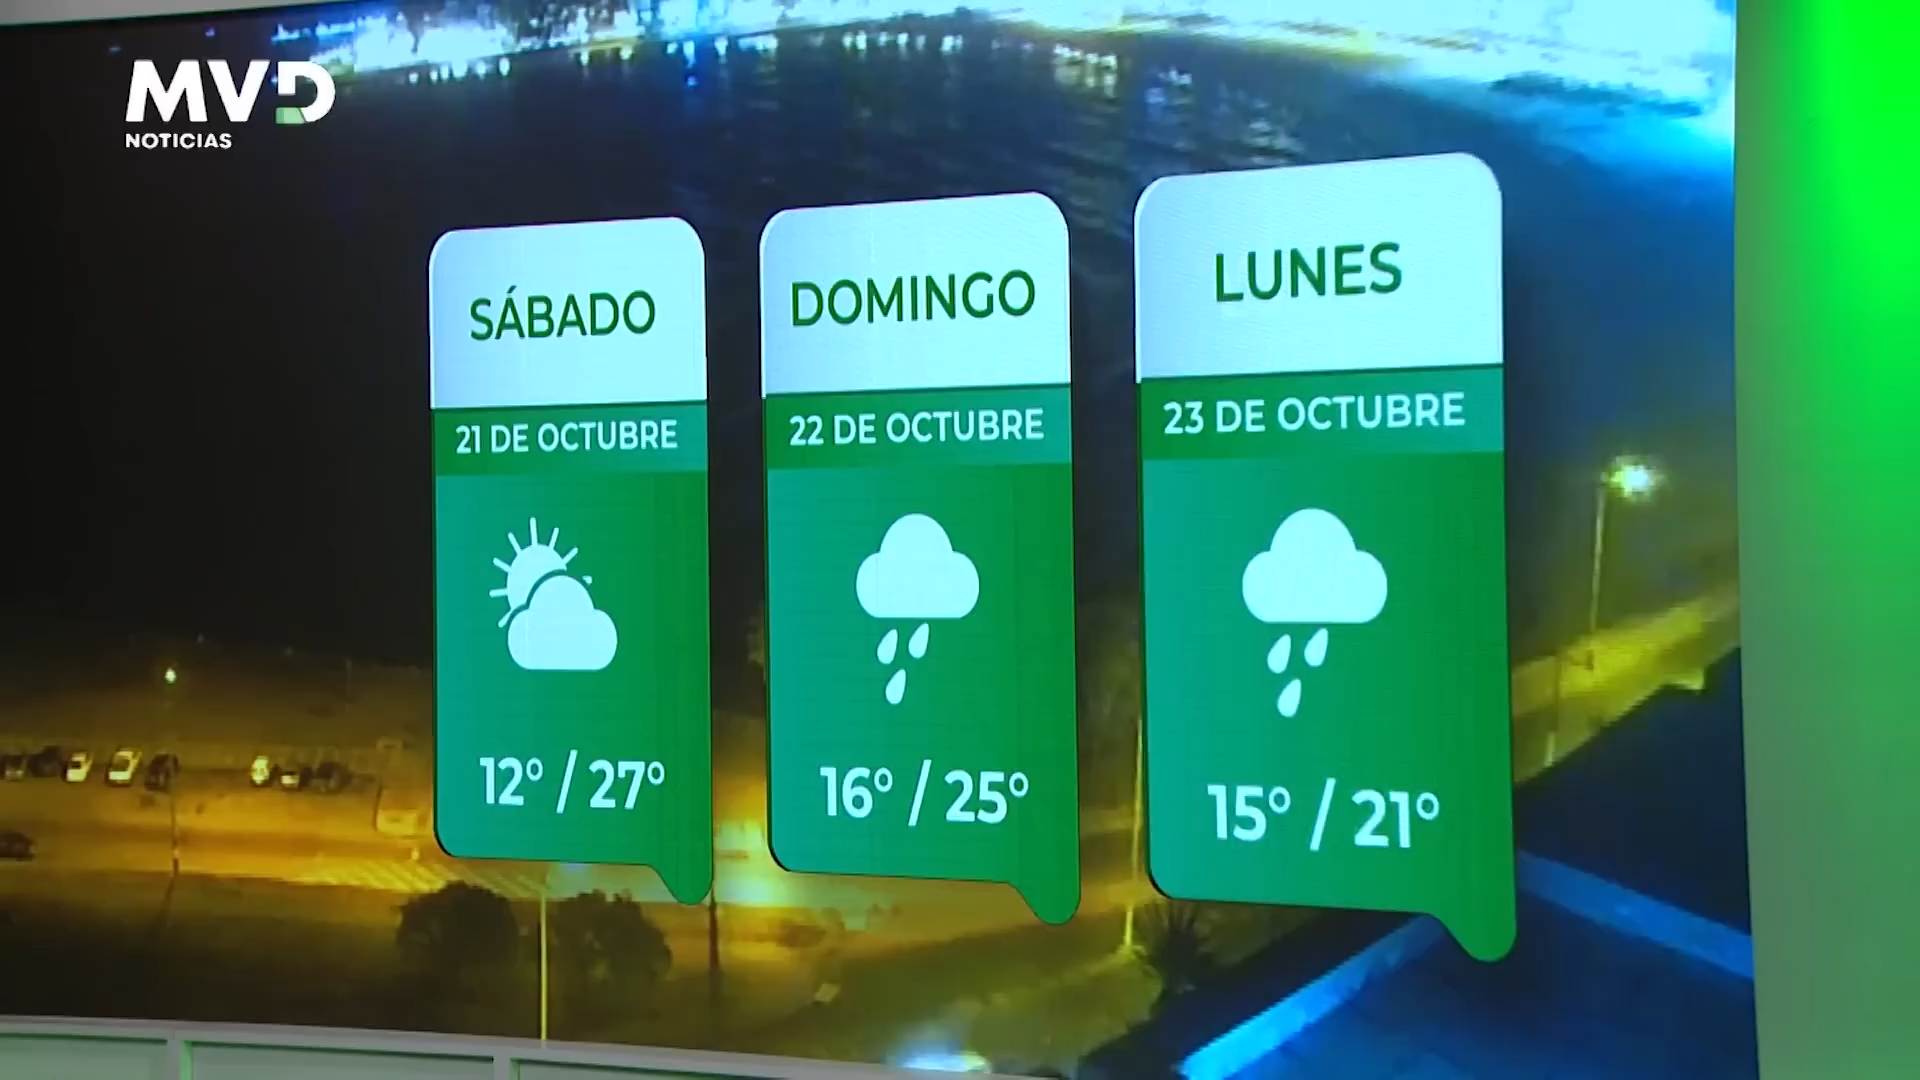 MVD
NOTICIAS
SÁBADO
21 DE OCTUBRE
12° / 27°
DOMINGO
22 DE OCTUBRE
16° / 25°
LUNES
23 DE OCTUBRE
15° / 21°